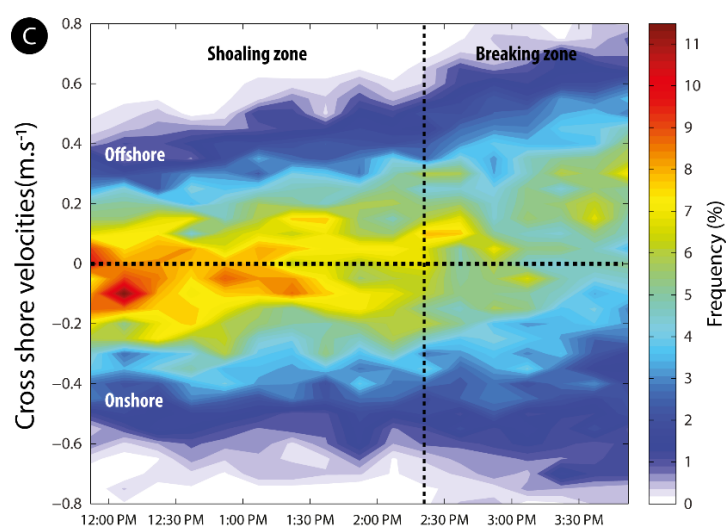 C
Shoaling zone
Breaking zone
Offshore
Onshore
Cross shore velocities(m.s⁻¹)
0.8
0.6
0.4
0.2
0
−0.2
−0.4
−0.6
−0.8
12:00 PM 12:30 PM 1:00 PM 1:30 PM 2:00 PM 2:30 PM 3:00 PM 3:30 PM
11
10
9
8
7
6
5
4
3
2
1
0
Frequency (%)